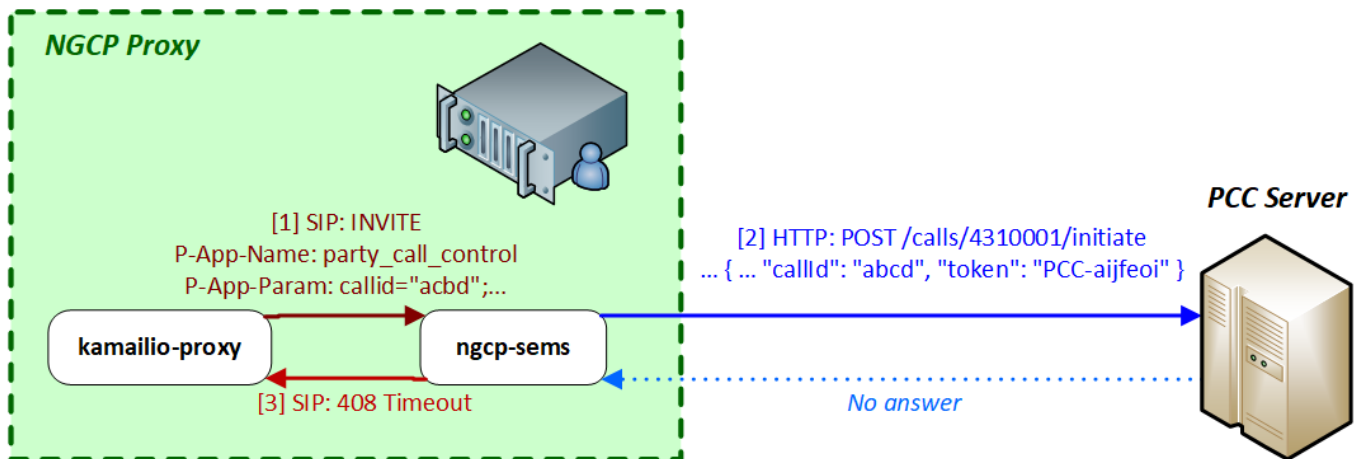 NGCP Proxy
[1] SIP: INVITE
P-App-Name: party_call_control
P-App-Param: callid="acbd";...
kamailio-proxy
ngcp-sems
[3] SIP: 408 Timeout
PCC Server
[2] HTTP: POST /calls/4310001/initiate
... { ... "callId": "abcd", "token": "PCC-aijfeoi" }
No answer